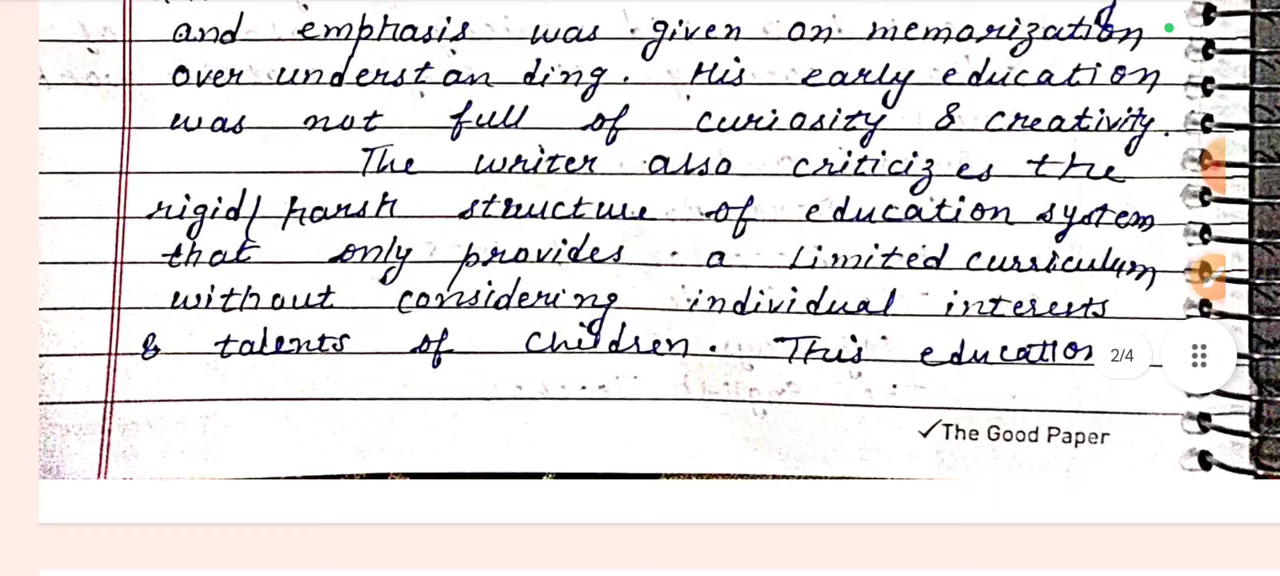 and emphasis was given on memorization
over understanding. His early education
was not full of curiosity & creativity.
The writer also criticizes the
rigid/harsh structure of education system
that only provides a limited curriculum
without considering individual interests
& talents of children. This education
2/4
✓The Good Paper